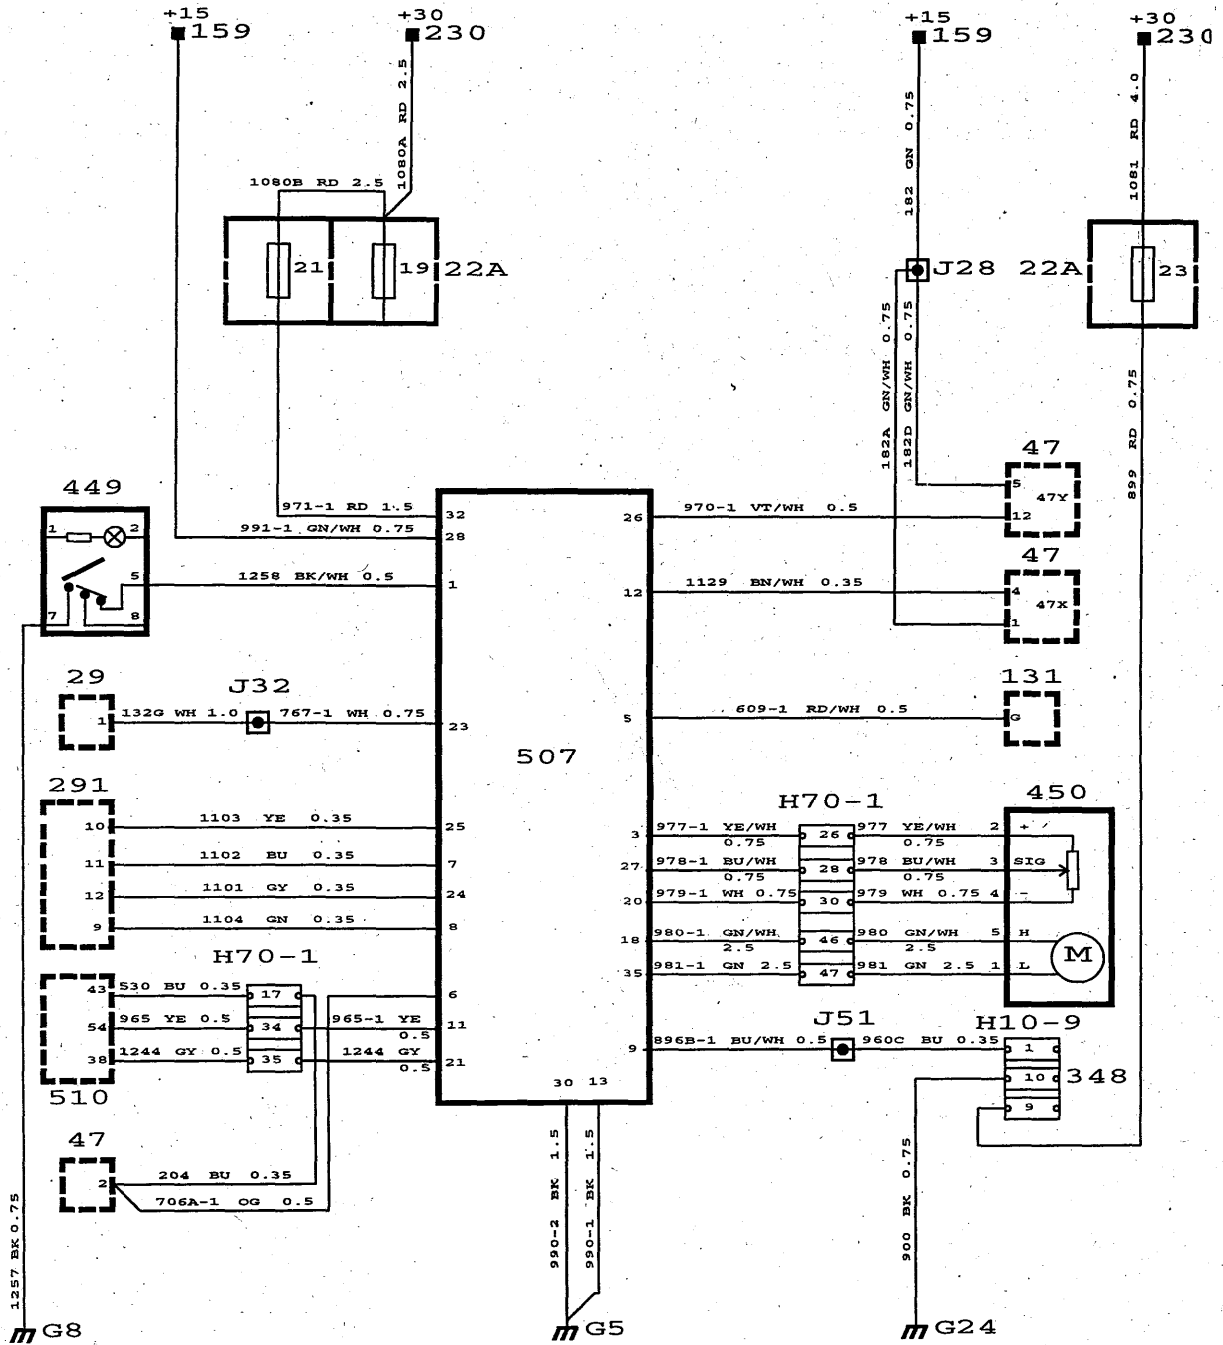 +15
159
+30
230
+15
159
+30
230
1080A RD 2.5
182 GN 0.75
1081 RD 4.0
1080B RD 2.5
21
19
22A
J28
22A
23
182A GN/WH 0.75
182D GN/WH 0.75
899 RD 0.75
449
1
2
5
7
8
971-1 RD 1.5
32
991-1 GN/WH 0.75
28
1258 BK/WH 0.5
1
26
970-1 VT/WH 0.5
47
5
47Y
12
12
1129 BN/WH 0.35
47
4
47X
1
29
1
132G WH 1.0
J32
767-1 WH 0.75
23
507
5
609-1 RD/WH 0.5
131
G
291
10
1103 YE 0.35
25
11
1102 BU 0.35
7
12
1101 GY 0.35
24
9
1104 GN 0.35
8
H70-1
450
3
977-1 YE/WH
0.75
26
977 YE/WH
0.75
2
+
27
978-1 BU/WH
0.75
28
978 BU/WH
0.75
3
SIG
20
979-1 WH 0.75
30
979 WH 0.75
4
-
18
980-1 GN/WH
2.5
46
980 GN/WH
2.5
5
H
35
981-1 GN 2.5
47
981 GN 2.5
1
L
M
H70-1
43
530 BU 0.35
17
6
54
965 YE 0.5
34
965-1 YE
0.5
11
38
1244 GY 0.5
35
1244 GY
0.5
21
510
9
896B-1 BU/WH 0.5
J51
960C BU 0.35
H10-9
1
10
9
348
30
13
47
2
204 BU 0.35
706A-1 OG 0.5
1257 BK 0.75
990-2 BK 1.5
990-1 BK 1.5
900 BK 0.75
G8
G5
G24